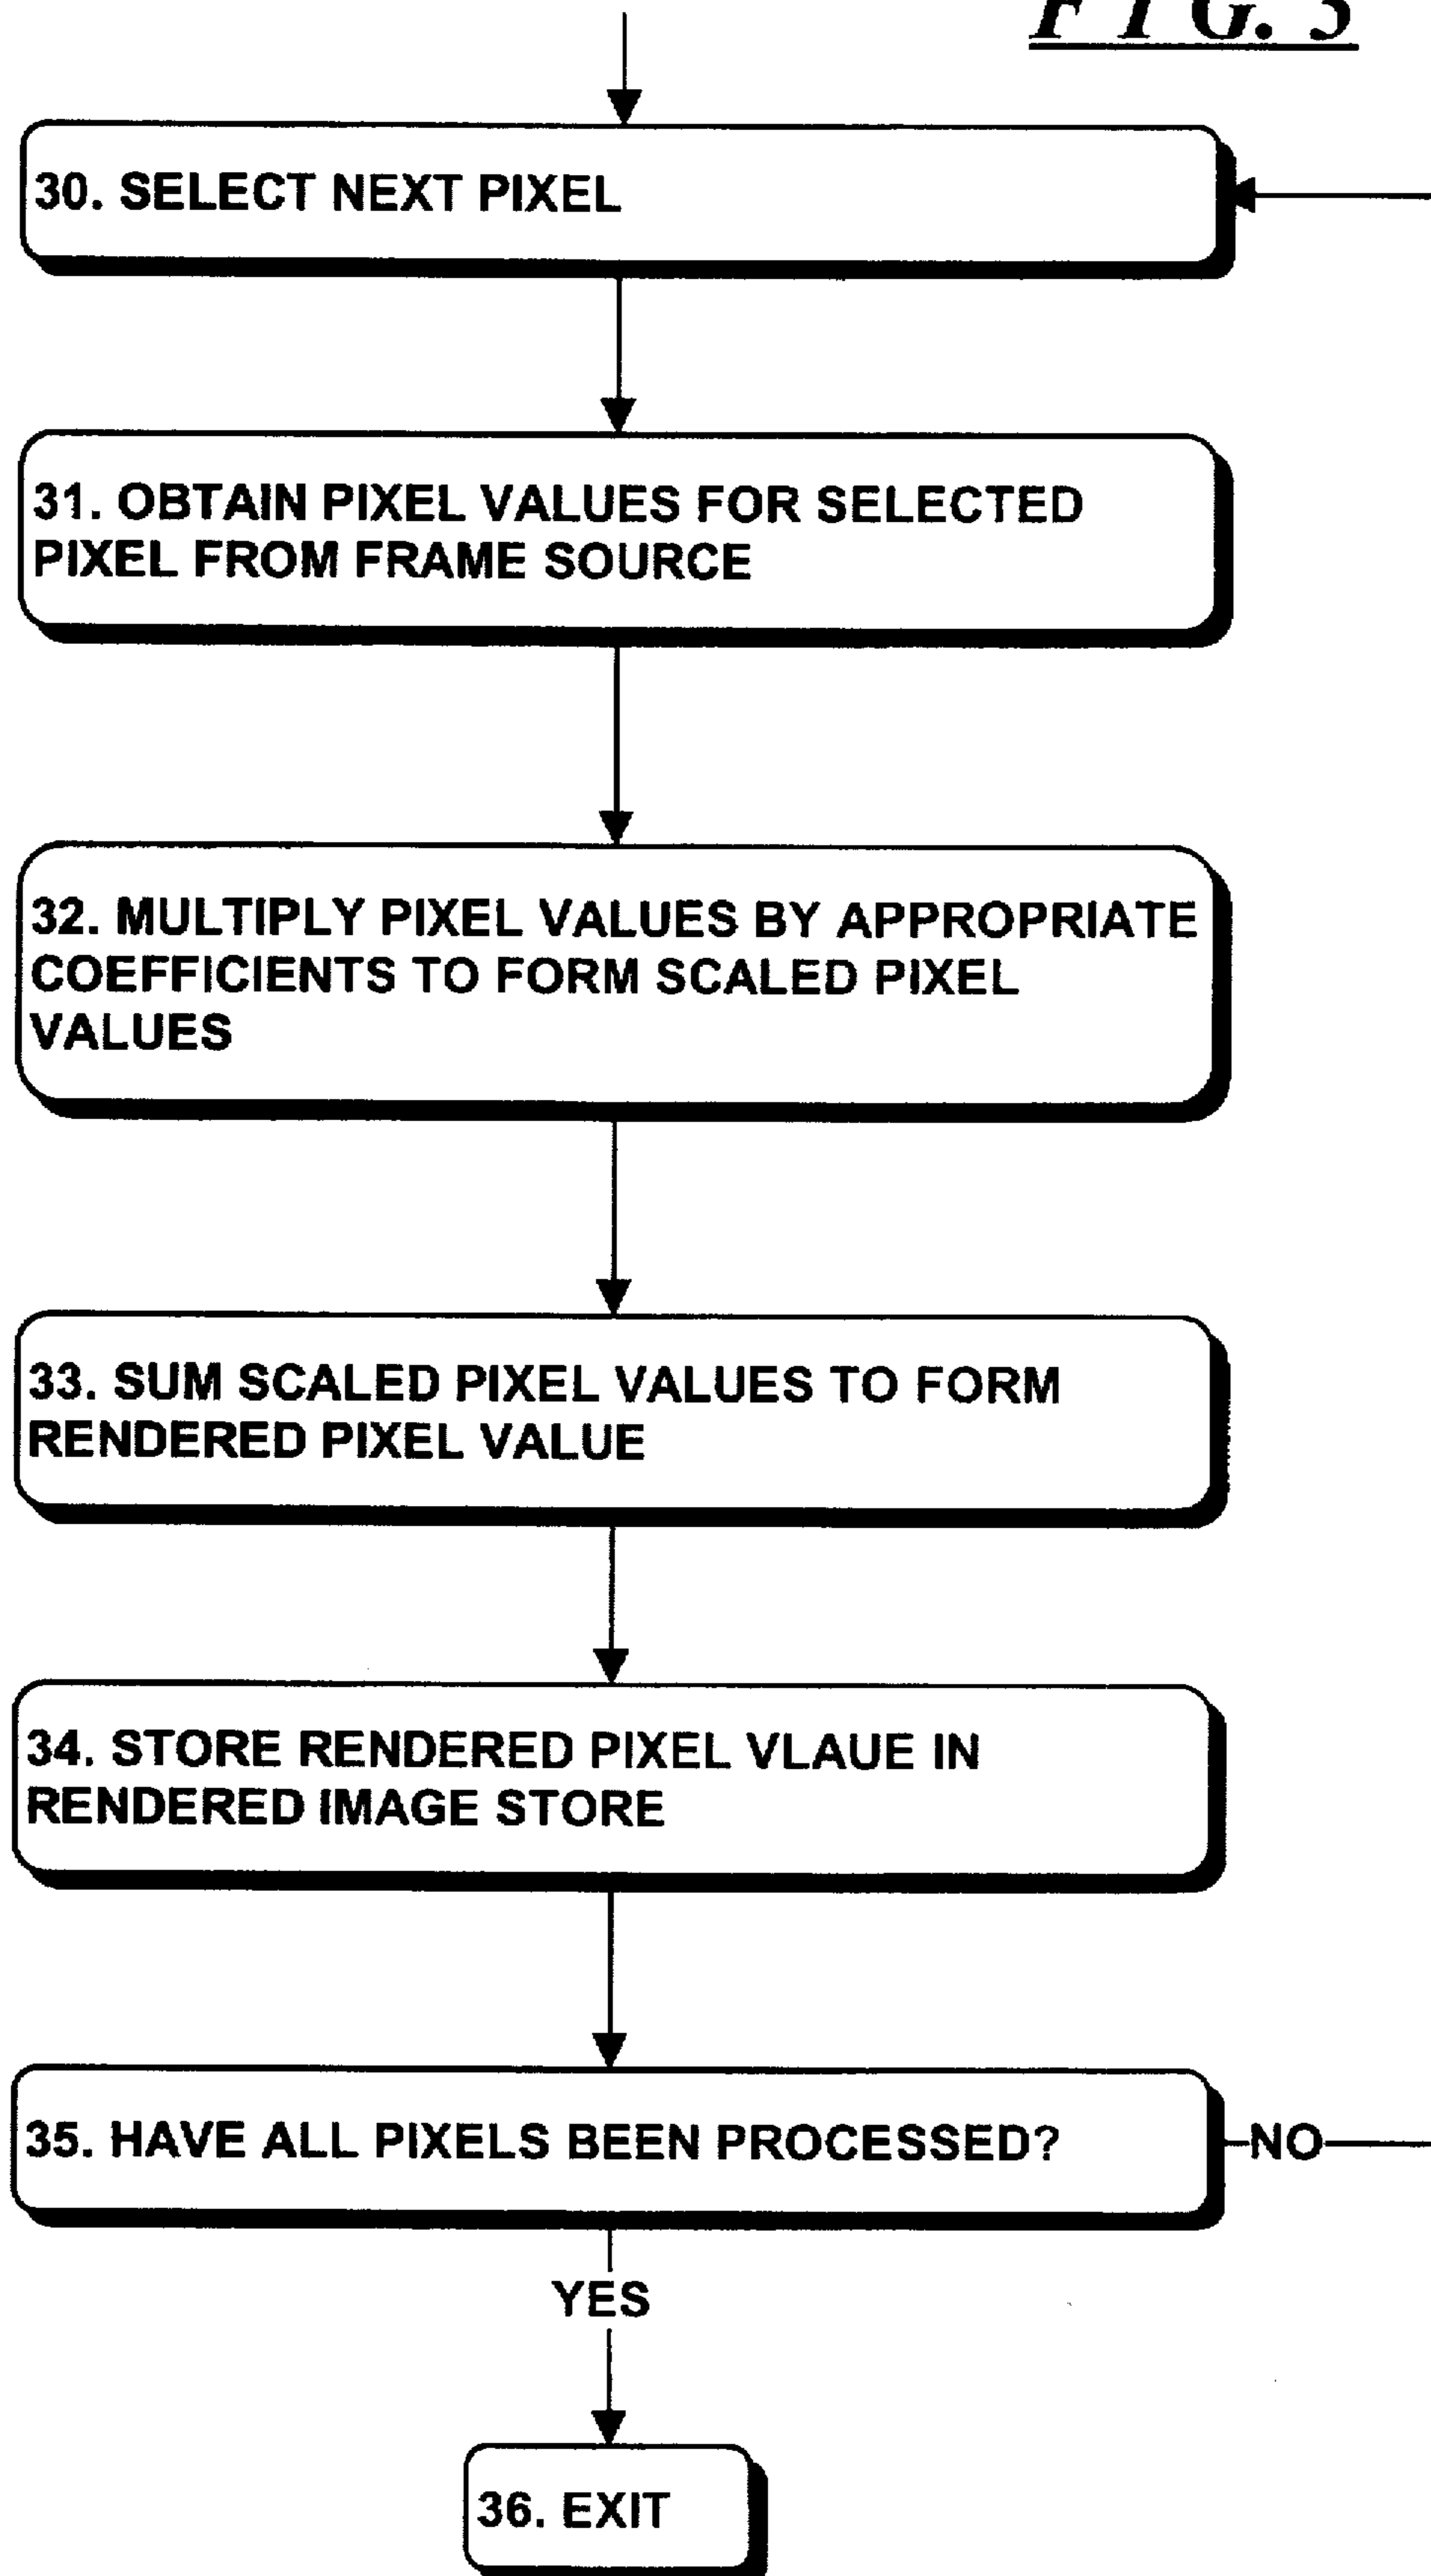 FIG. 3
30. SELECT NEXT PIXEL
31. OBTAIN PIXEL VALUES FOR SELECTED
PIXEL FROM FRAME SOURCE
32. MULTIPLY PIXEL VALUES BY APPROPRIATE
COEFFICIENTS TO FORM SCALED PIXEL
VALUES
33. SUM SCALED PIXEL VALUES TO FORM
RENDERED PIXEL VALUE
34. STORE RENDERED PIXEL VLAUE IN
RENDERED IMAGE STORE
35. HAVE ALL PIXELS BEEN PROCESSED?
NO
YES
36. EXIT